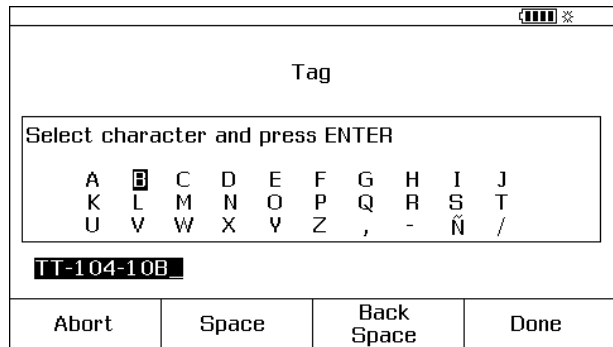 Tag
Select character and press ENTER
A B C D E F G H I J
K L M N O P Q R S T
U V W X Y Z , - Ñ /
TT-104-10B_
Abort Space Back Space Done